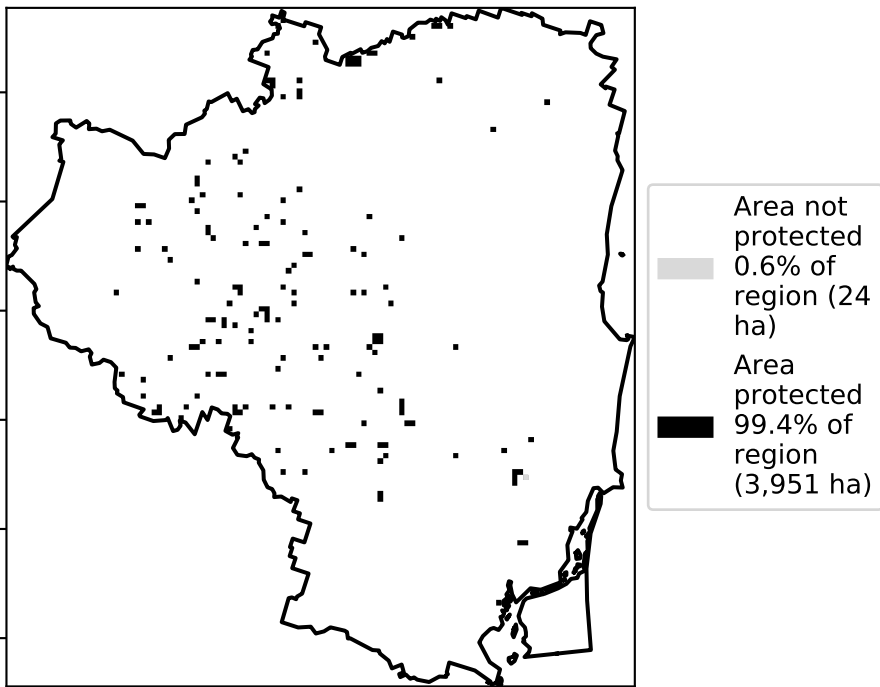 Area not
protected
0.6% of
region (24
ha)
Area
protected
99.4% of
region
(3,951 ha)